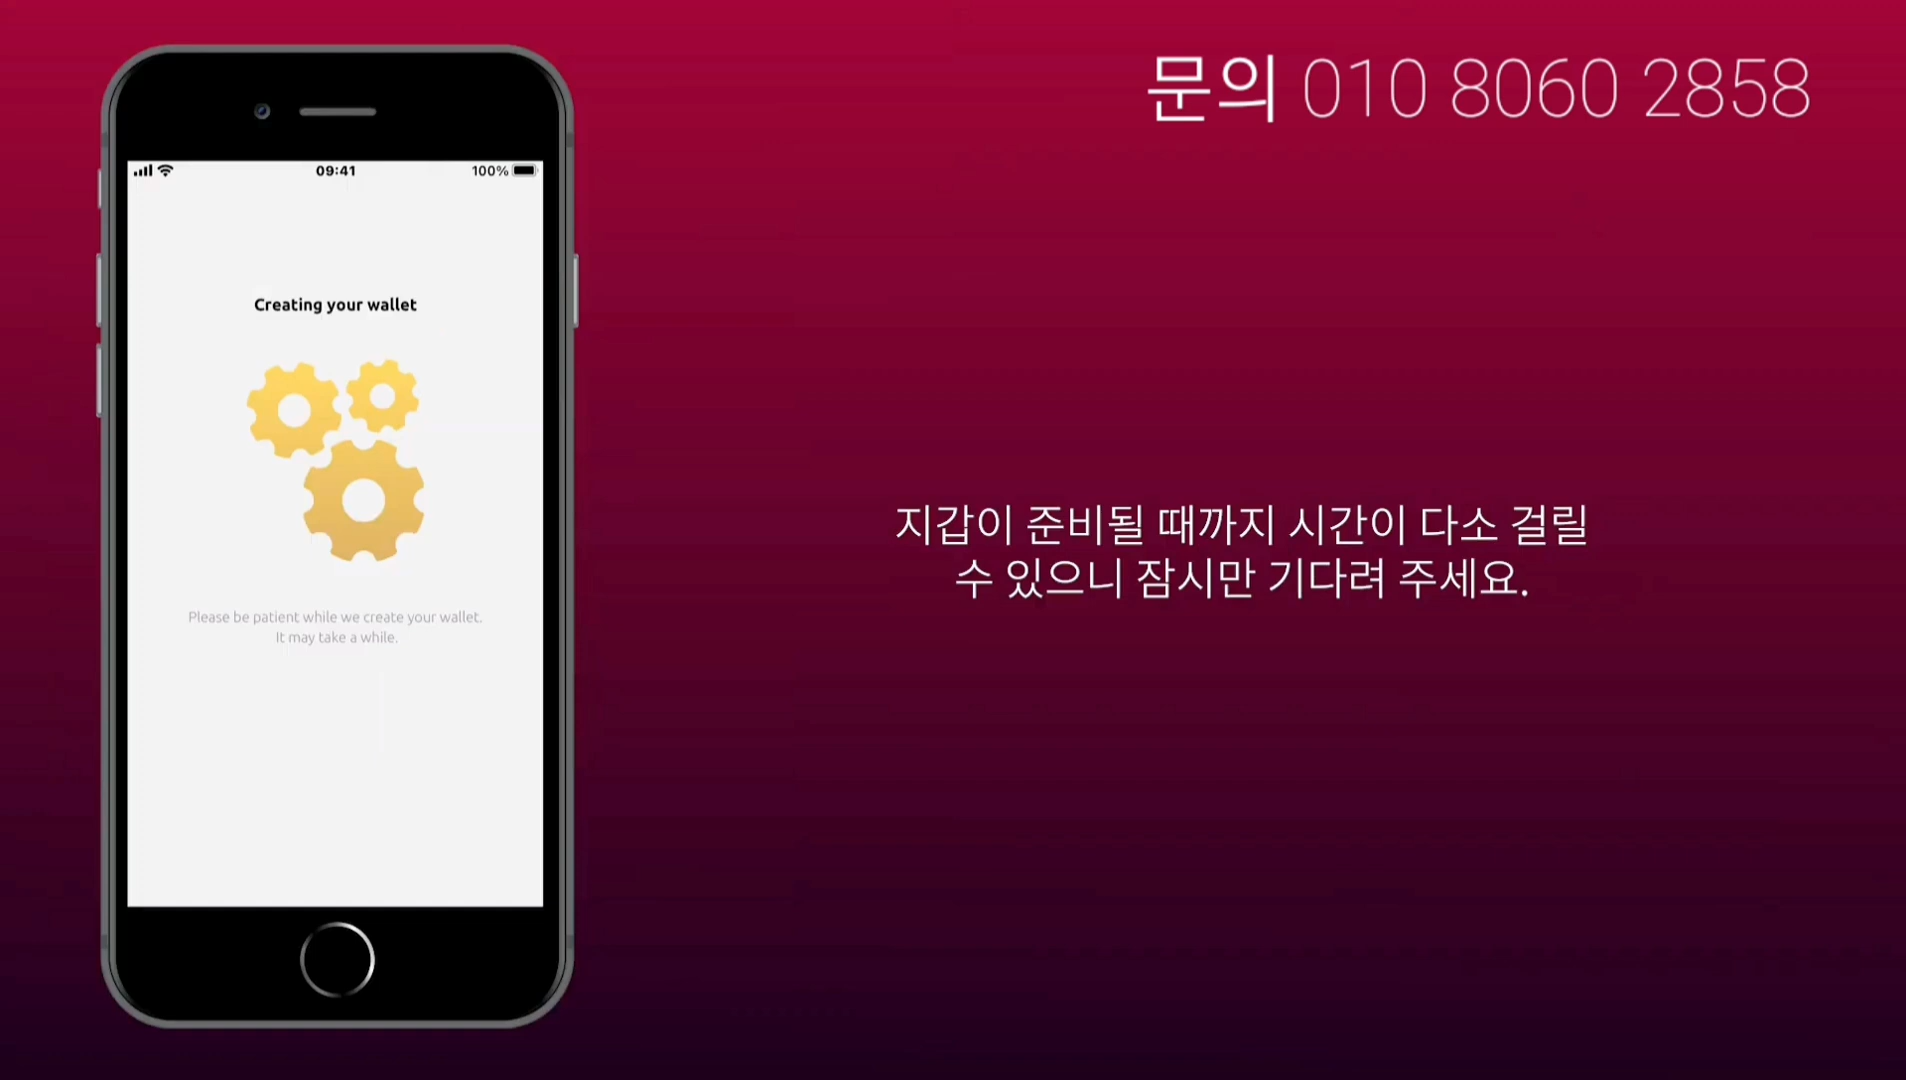 문의 010 8060 2858
09:41
100%
Creating your wallet
Please be patient while we create your wallet.
It may take a while.
지갑이 준비될 때까지 시간이 다소 걸릴
수 있으니 잠시만 기다려 주세요.